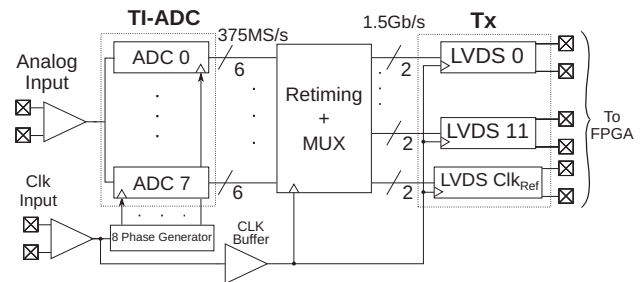 TI-ADC
375MS/s
1.5Gb/s
Tx
Analog
Input
ADC 0
6
Retiming
+
MUX
2
LVDS 0
LVDS 11
2
To
FPGA
ADC 7
6
2
LVDS ClkRef
Clk
Input
8 Phase Generator
CLK
Buffer